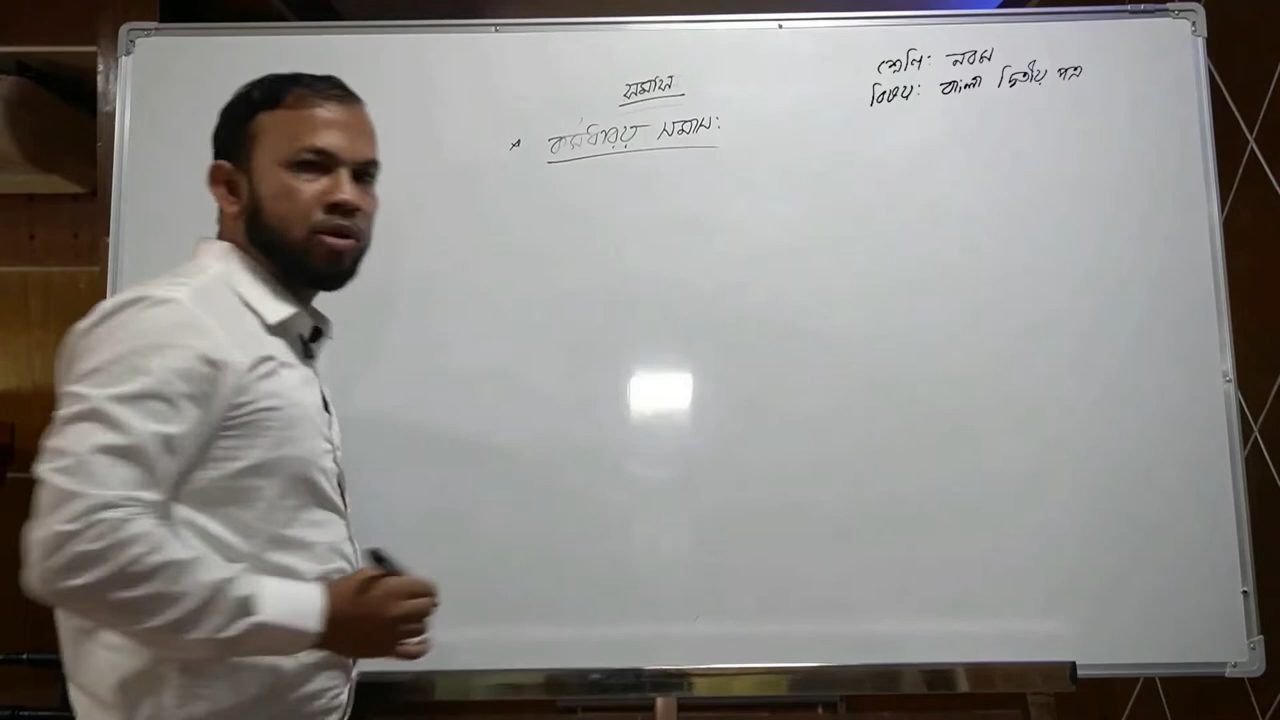 শ্রেণি: নবম
বিষয়: বাংলা দ্বিতীয় পত্র
সমাস
* কর্মধারয় সমাস: